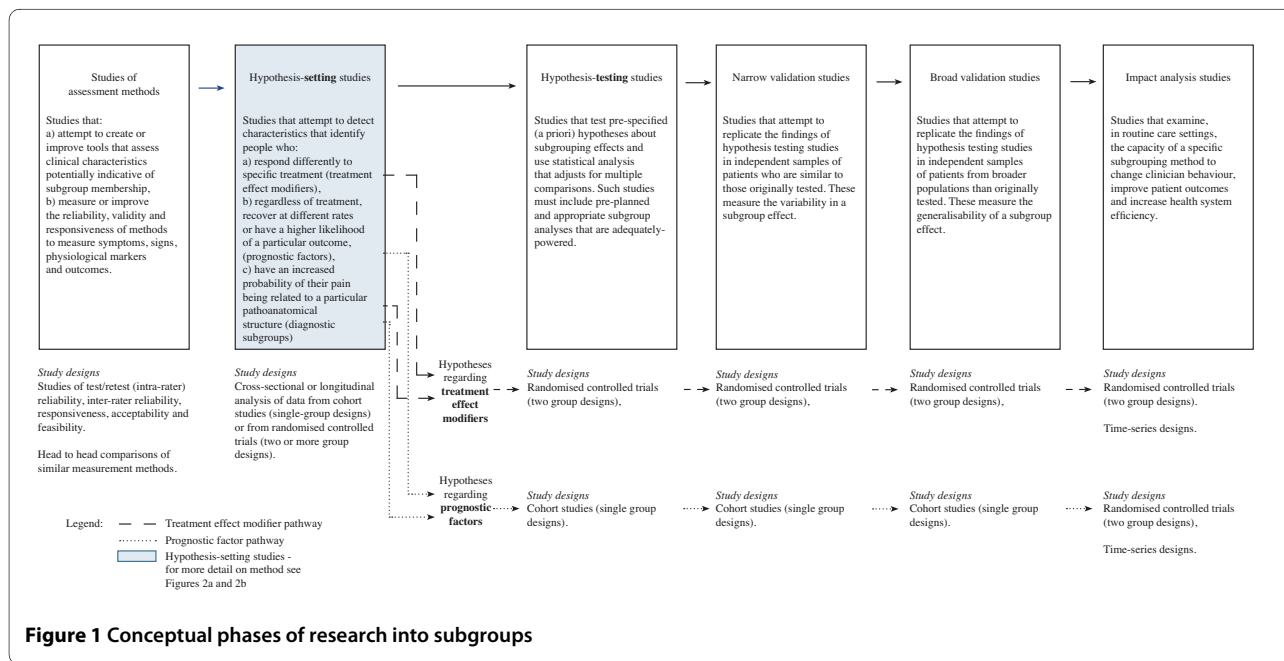 Studies of
assessment methods
Studies that:
a) attempt to create or
improve tools that assess
clinical characteristics
potentially indicative of
subgroup membership,
b) measure or improve
the reliability, validity and
responsiveness of methods
to measure symptoms, signs,
physiological markers
and outcomes.
Hypothesis-setting studies
Studies that attempt to detect
characteristics that identify
people who:
a) respond differently to
specific treatment (treatment
effect modifiers),
b) regardless of treatment,
recover at different rates
or have a higher likelihood
of a particular outcome,
(prognostic factors),
c) have an increased
probability of their pain
being related to a particular
pathoanatomical
structure (diagnostic
subgroups)
Hypothesis-testing studies
Studies that test pre-specified
(a priori) hypotheses about
subgrouping effects and
use statistical analysis
that adjusts for multiple
comparisons. Such studies
must include pre-planned
and appropriate subgroup
analyses that are adequately-
powered.
Narrow validation studies
Studies that attempt to
replicate the findings of
hypothesis testing studies
in independent samples of
patients who are similar to
those originally tested. These
measure the variability in a
subgroup effect.
Broad validation studies
Studies that attempt to
replicate the findings of
hypothesis testing studies
in independent samples
of patients from broader
populations than originally
tested. These measure the
generalisability of a subgroup
effect.
Impact analysis studies
Studies that examine,
in routine care settings,
the capacity of a specific
subgrouping method to
change clinician behaviour,
improve patient outcomes
and increase health system
efficiency.
Study designs
Studies of test/retest (intra-rater)
reliability, inter-rater reliability,
responsiveness, acceptability and
feasibility.
Head to head comparisons of
similar measurement methods.
Study designs
Cross-sectional or longitudinal
analysis of data from cohort
studies (single-group designs)
or from randomised controlled
trials (two or more group
designs).
Hypotheses
regarding
treatment
effect
modifiers
Study designs
Randomised controlled trials
(two group designs),
Study designs
Randomised controlled trials
(two group designs),
Study designs
Randomised controlled trials
(two group designs),
Study designs
Randomised controlled trials
(two group designs).
Time-series designs.
Hypotheses
regarding
prognostic
factors
Study designs
Cohort studies (single group
designs).
Study designs
Cohort studies (single group
designs).
Study designs
Cohort studies (single group
designs).
Study designs
Randomised controlled trials
(two group designs),
Time-series designs.
Legend:
Treatment effect modifier pathway
Prognostic factor pathway
Hypothesis-setting studies -
for more detail on method see
Figures 2a and 2b
Figure 1 Conceptual phases of research into subgroups